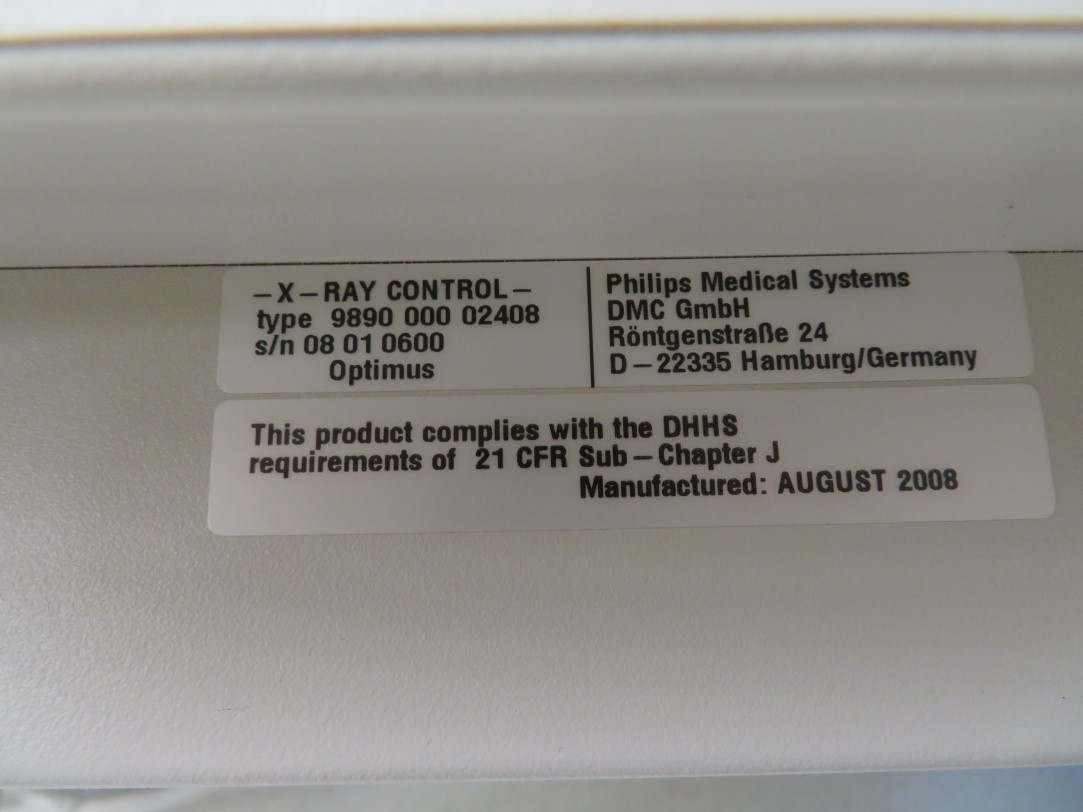 –X–RAY CONTROL–
type 9890 000 02408
s/n 08 01 0600
Optimus
Philips Medical Systems
DMC GmbH
Röntgenstraße 24
D–22335 Hamburg/Germany
This product complies with the DHHS
requirements of 21 CFR Sub–Chapter J
Manufactured: AUGUST 2008